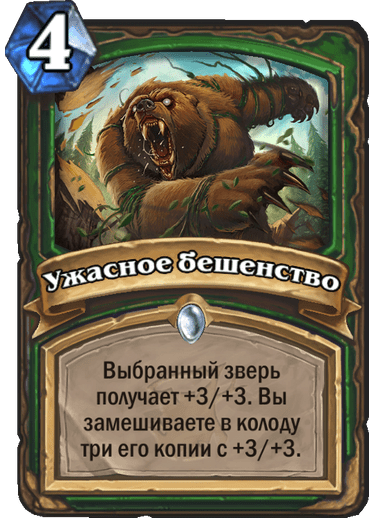 4
Ужасное бешенство
Выбранный зверь
получает +3/+3. Вы
замешиваете в колоду
три его копии с +3/+3.